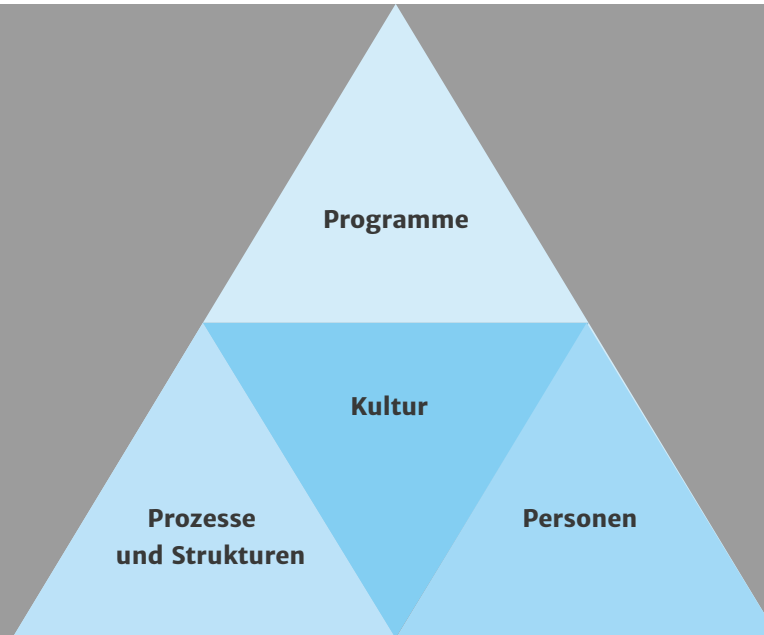 Programme
Kultur
Prozesse
und Strukturen
Personen